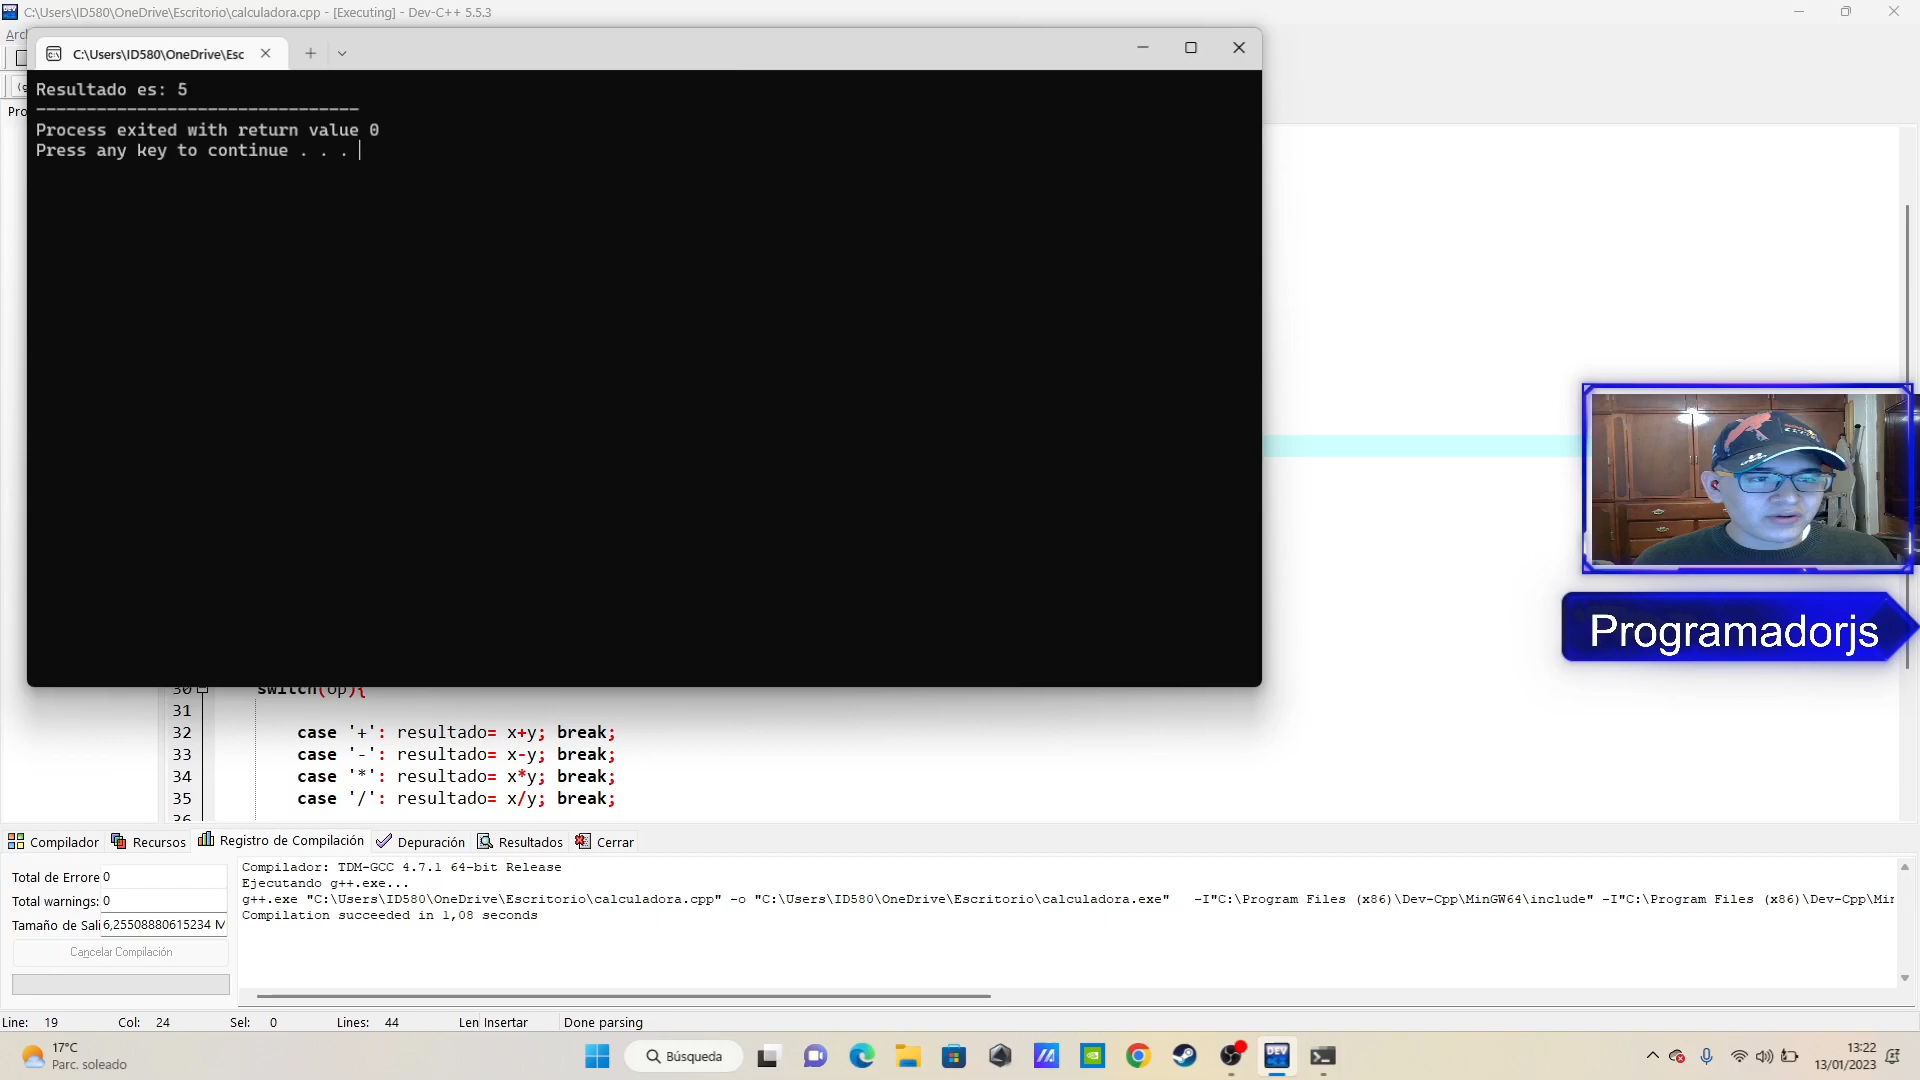 C:\Users\ID580\OneDrive\Escritorio\calculadora.cpp - [Executing] - Dev-C++ 5.5.3
C:\Users\ID580\OneDrive\Esc
Resultado es: 5
--------------------------------
Process exited with return value 0
Press any key to continue . . .
Programadorjs
30 switch(op){
31
32 case '+': resultado= x+y; break;
33 case '-': resultado= x-y; break;
34 case '*': resultado= x*y; break;
35 case '/': resultado= x/y; break;
36
Compilador Recursos Registro de Compilación Depuración Resultados Cerrar
Total de Errore 0
Total warnings: 0
Tamaño de Sali 6,25508880615234 M
Cancelar Compilación
Compilador: TDM-GCC 4.7.1 64-bit Release
Ejecutando g++.exe...
g++.exe "C:\Users\ID580\OneDrive\Escritorio\calculadora.cpp" -o "C:\Users\ID580\OneDrive\Escritorio\calculadora.exe" -I"C:\Program Files (x86)\Dev-Cpp\MinGW64\include" -I"C:\Program Files (x86)\Dev-Cpp\Min
Compilation succeeded in 1,08 seconds
Line: 19 Col: 24 Sel: 0 Lines: 44 Len Insertar Done parsing
17°C
Parc. soleado
Búsqueda
DEV
13:22
13/01/2023